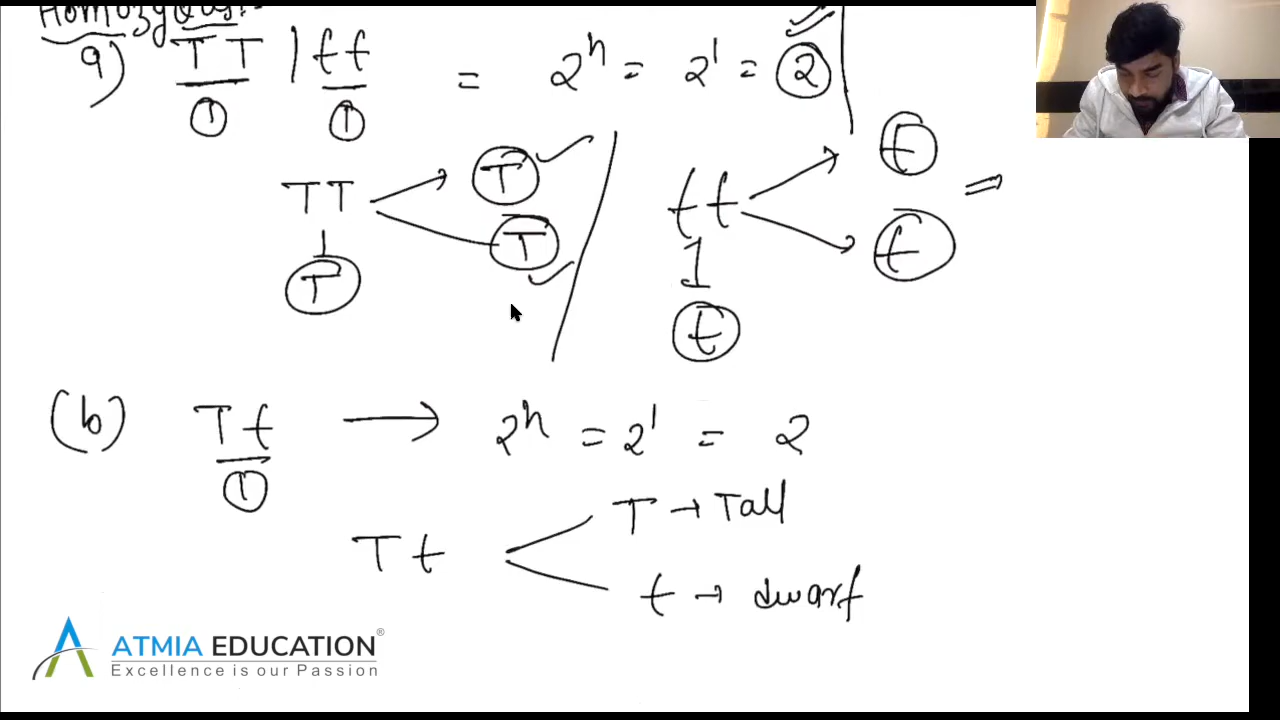 Homozygous:-
a) TT | tt = 2^n = 2^1 = 2
1 1
TT T T
T
tt t t =
1
t
(b) Tt → 2^n = 2^1 = 2
1
Tt T → Tall
t → dwarf
ATMIA EDUCATION®
Excellence is our Passion